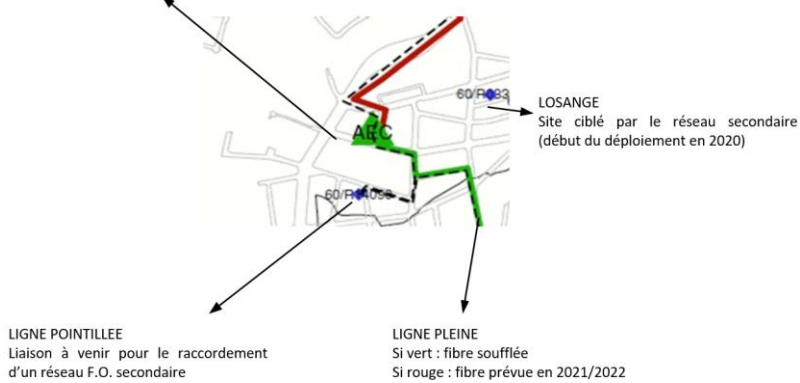 60/R083
LOSANGE
Site ciblé par le réseau secondaire
(début du déploiement en 2020)
AEC
LIGNE POINTILLEE
Liaison à venir pour le raccordement
d'un réseau F.O. secondaire
LIGNE PLEINE
Si vert : fibre soufflée
Si rouge : fibre prévue en 2021/2022